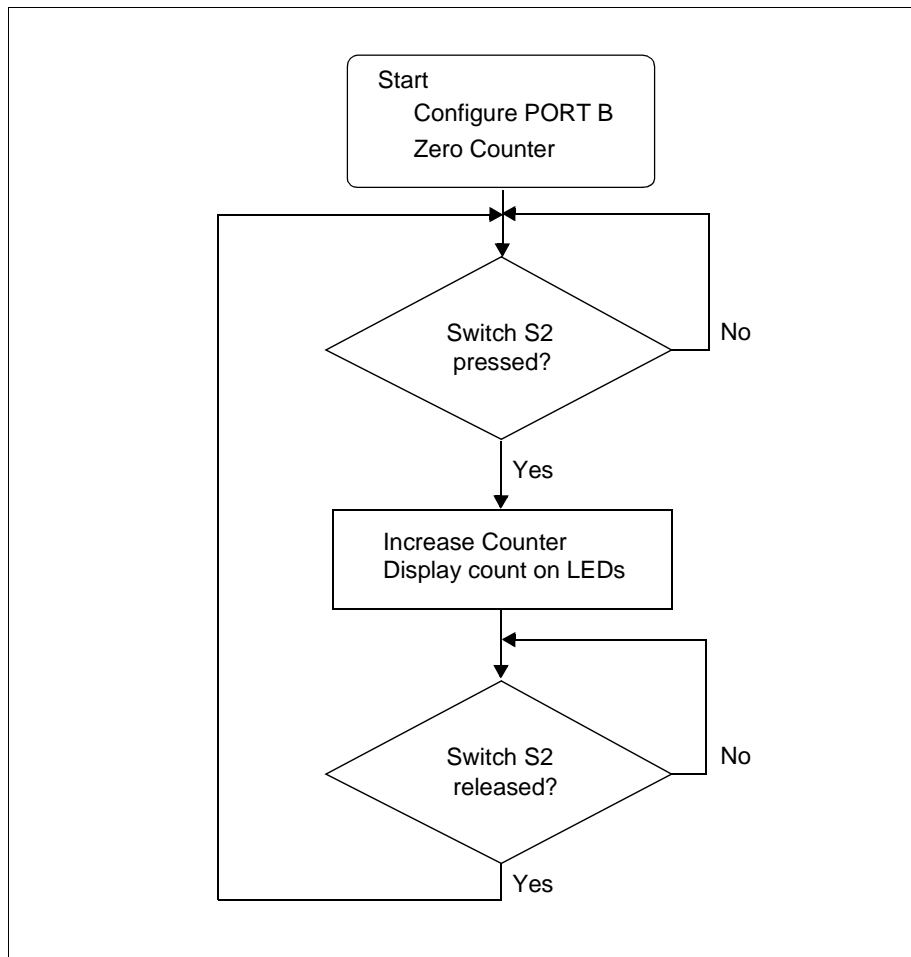 Start
Configure PORT B
Zero Counter
Switch S2
pressed?
No
Yes
Increase Counter
Display count on LEDs
Switch S2
released?
No
Yes